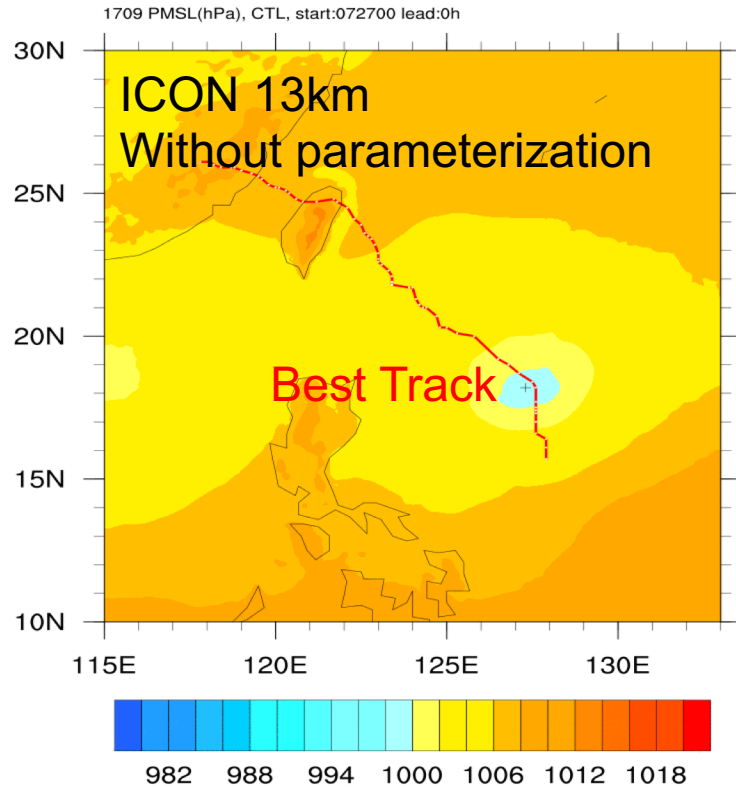 1709 PMSL(hPa), CTL, start:072700 lead:0h
30N
ICON 13km
Without parameterization
25N
20N
Best Track
15N
10N
115E 120E 125E 130E
982 988 994 1000 1006 1012 1018